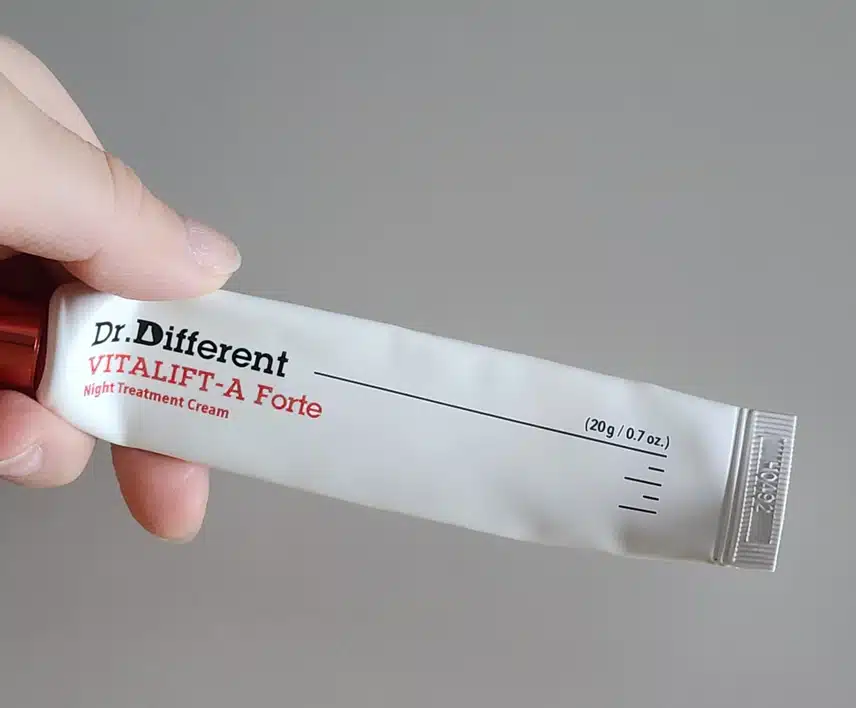 Dr.Different
VITALIFT-A Forte
Night Treatment Cream
(20g / 0.7 oz.)